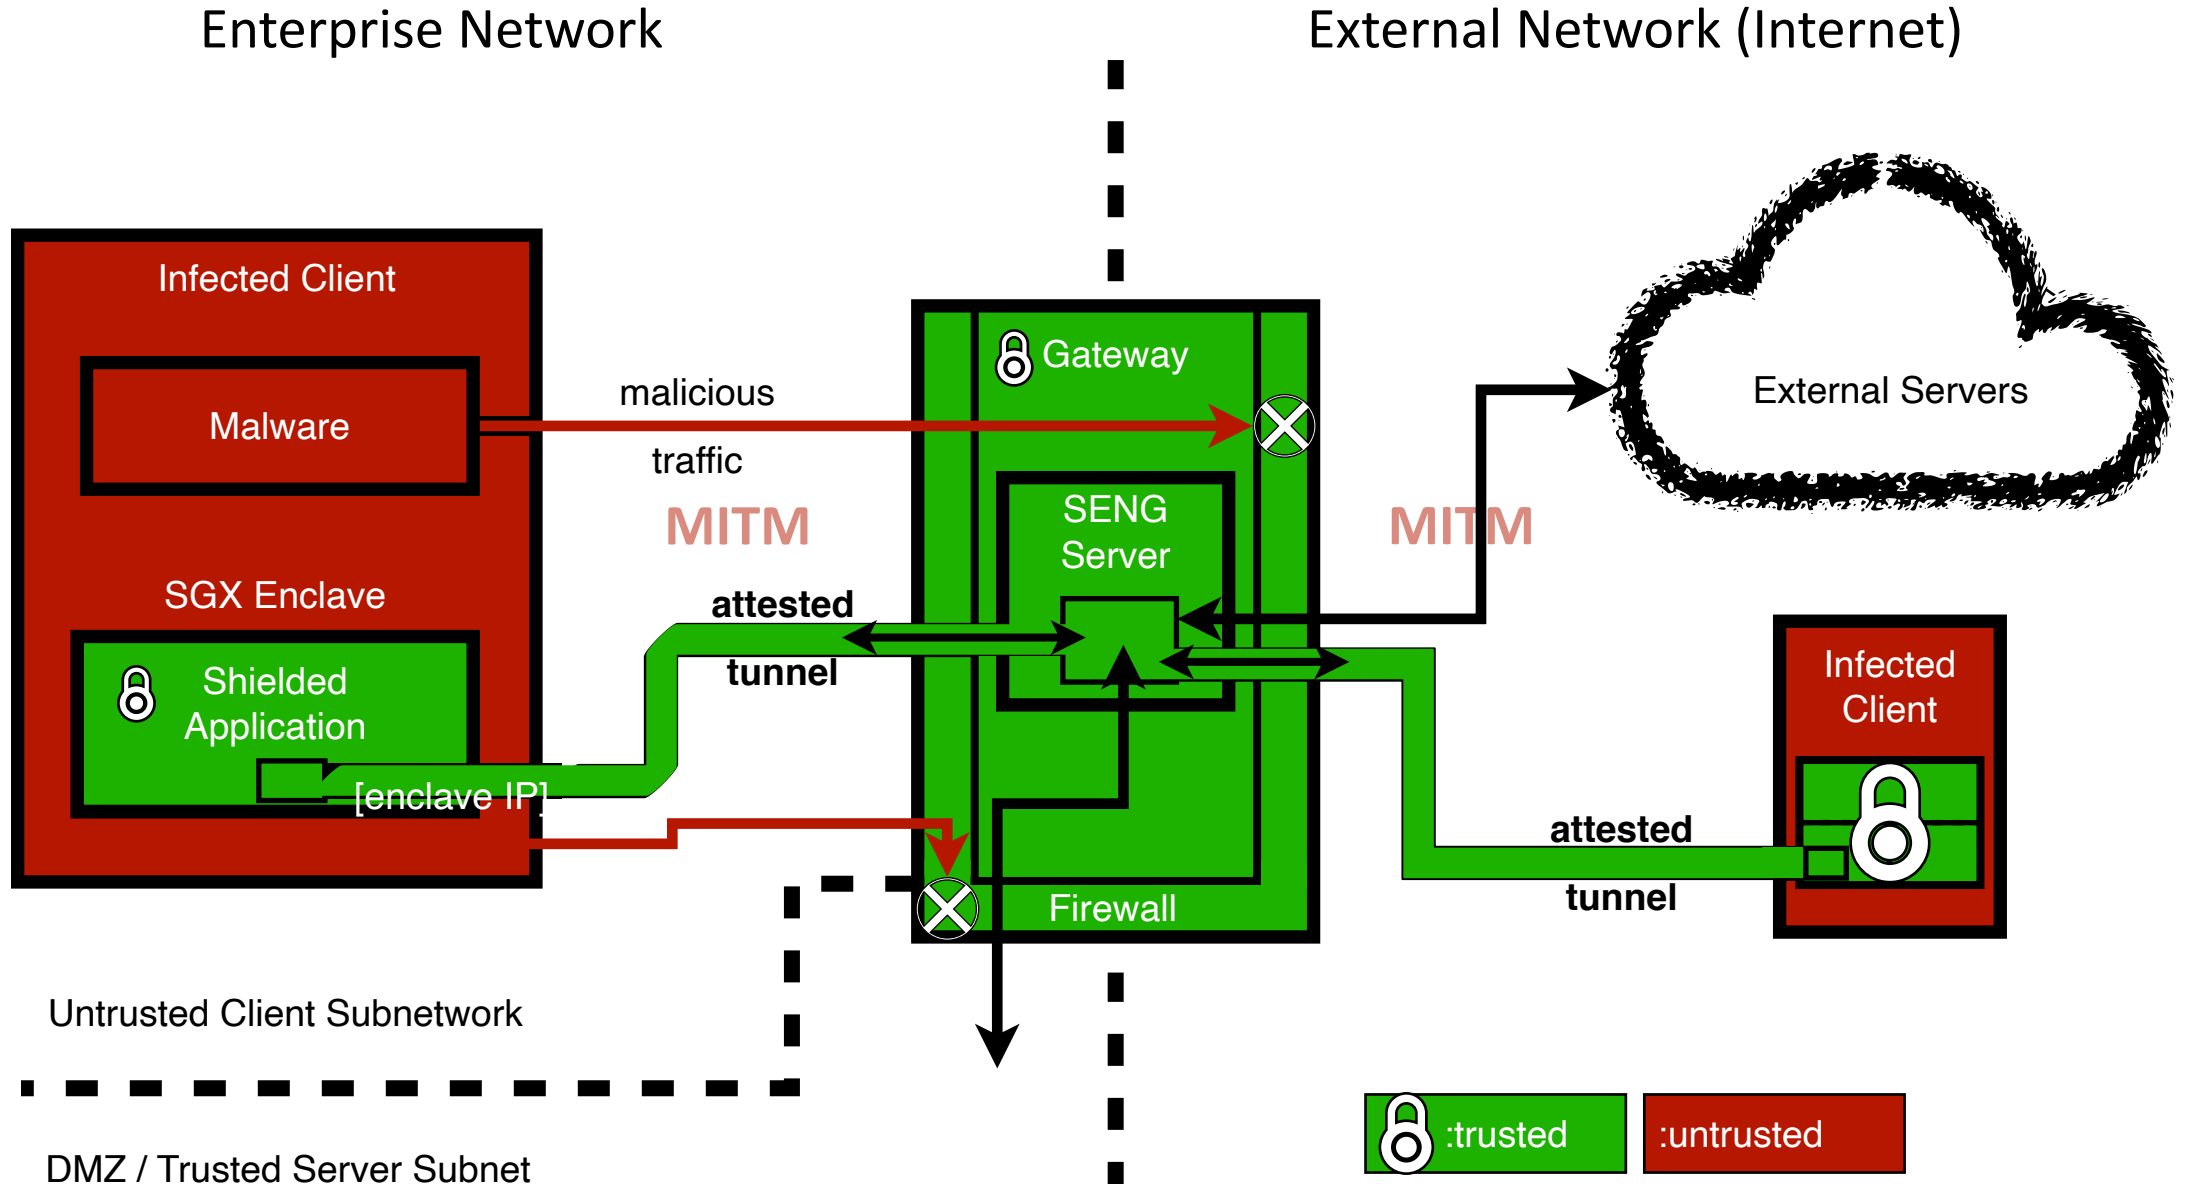 Enterprise Network
External Network (Internet)
Infected Client
Malware
malicious
traffic
MITM
SGX Enclave
Shielded
Application
[enclave IP]
attested
tunnel
Gateway
SENG
Server
Firewall
MITM
External Servers
Infected
Client
attested
tunnel
Untrusted Client Subnetwork
DMZ / Trusted Server Subnet
:trusted
:untrusted